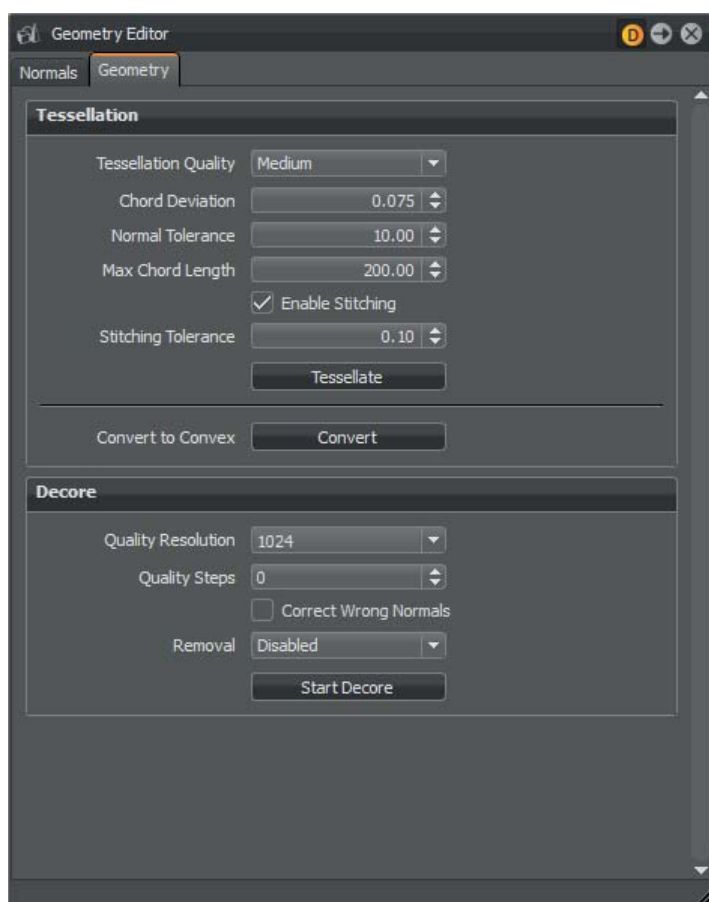 Geometry Editor
D
Normals Geometry
Tessellation
Tessellation Quality Medium
Chord Deviation 0.075
Normal Tolerance 10.00
Max Chord Length 200.00
Enable Stitching
Stitching Tolerance 0.10
Tessellate
Convert to Convex Convert
Decore
Quality Resolution 1024
Quality Steps 0
Correct Wrong Normals
Removal Disabled
Start Decore